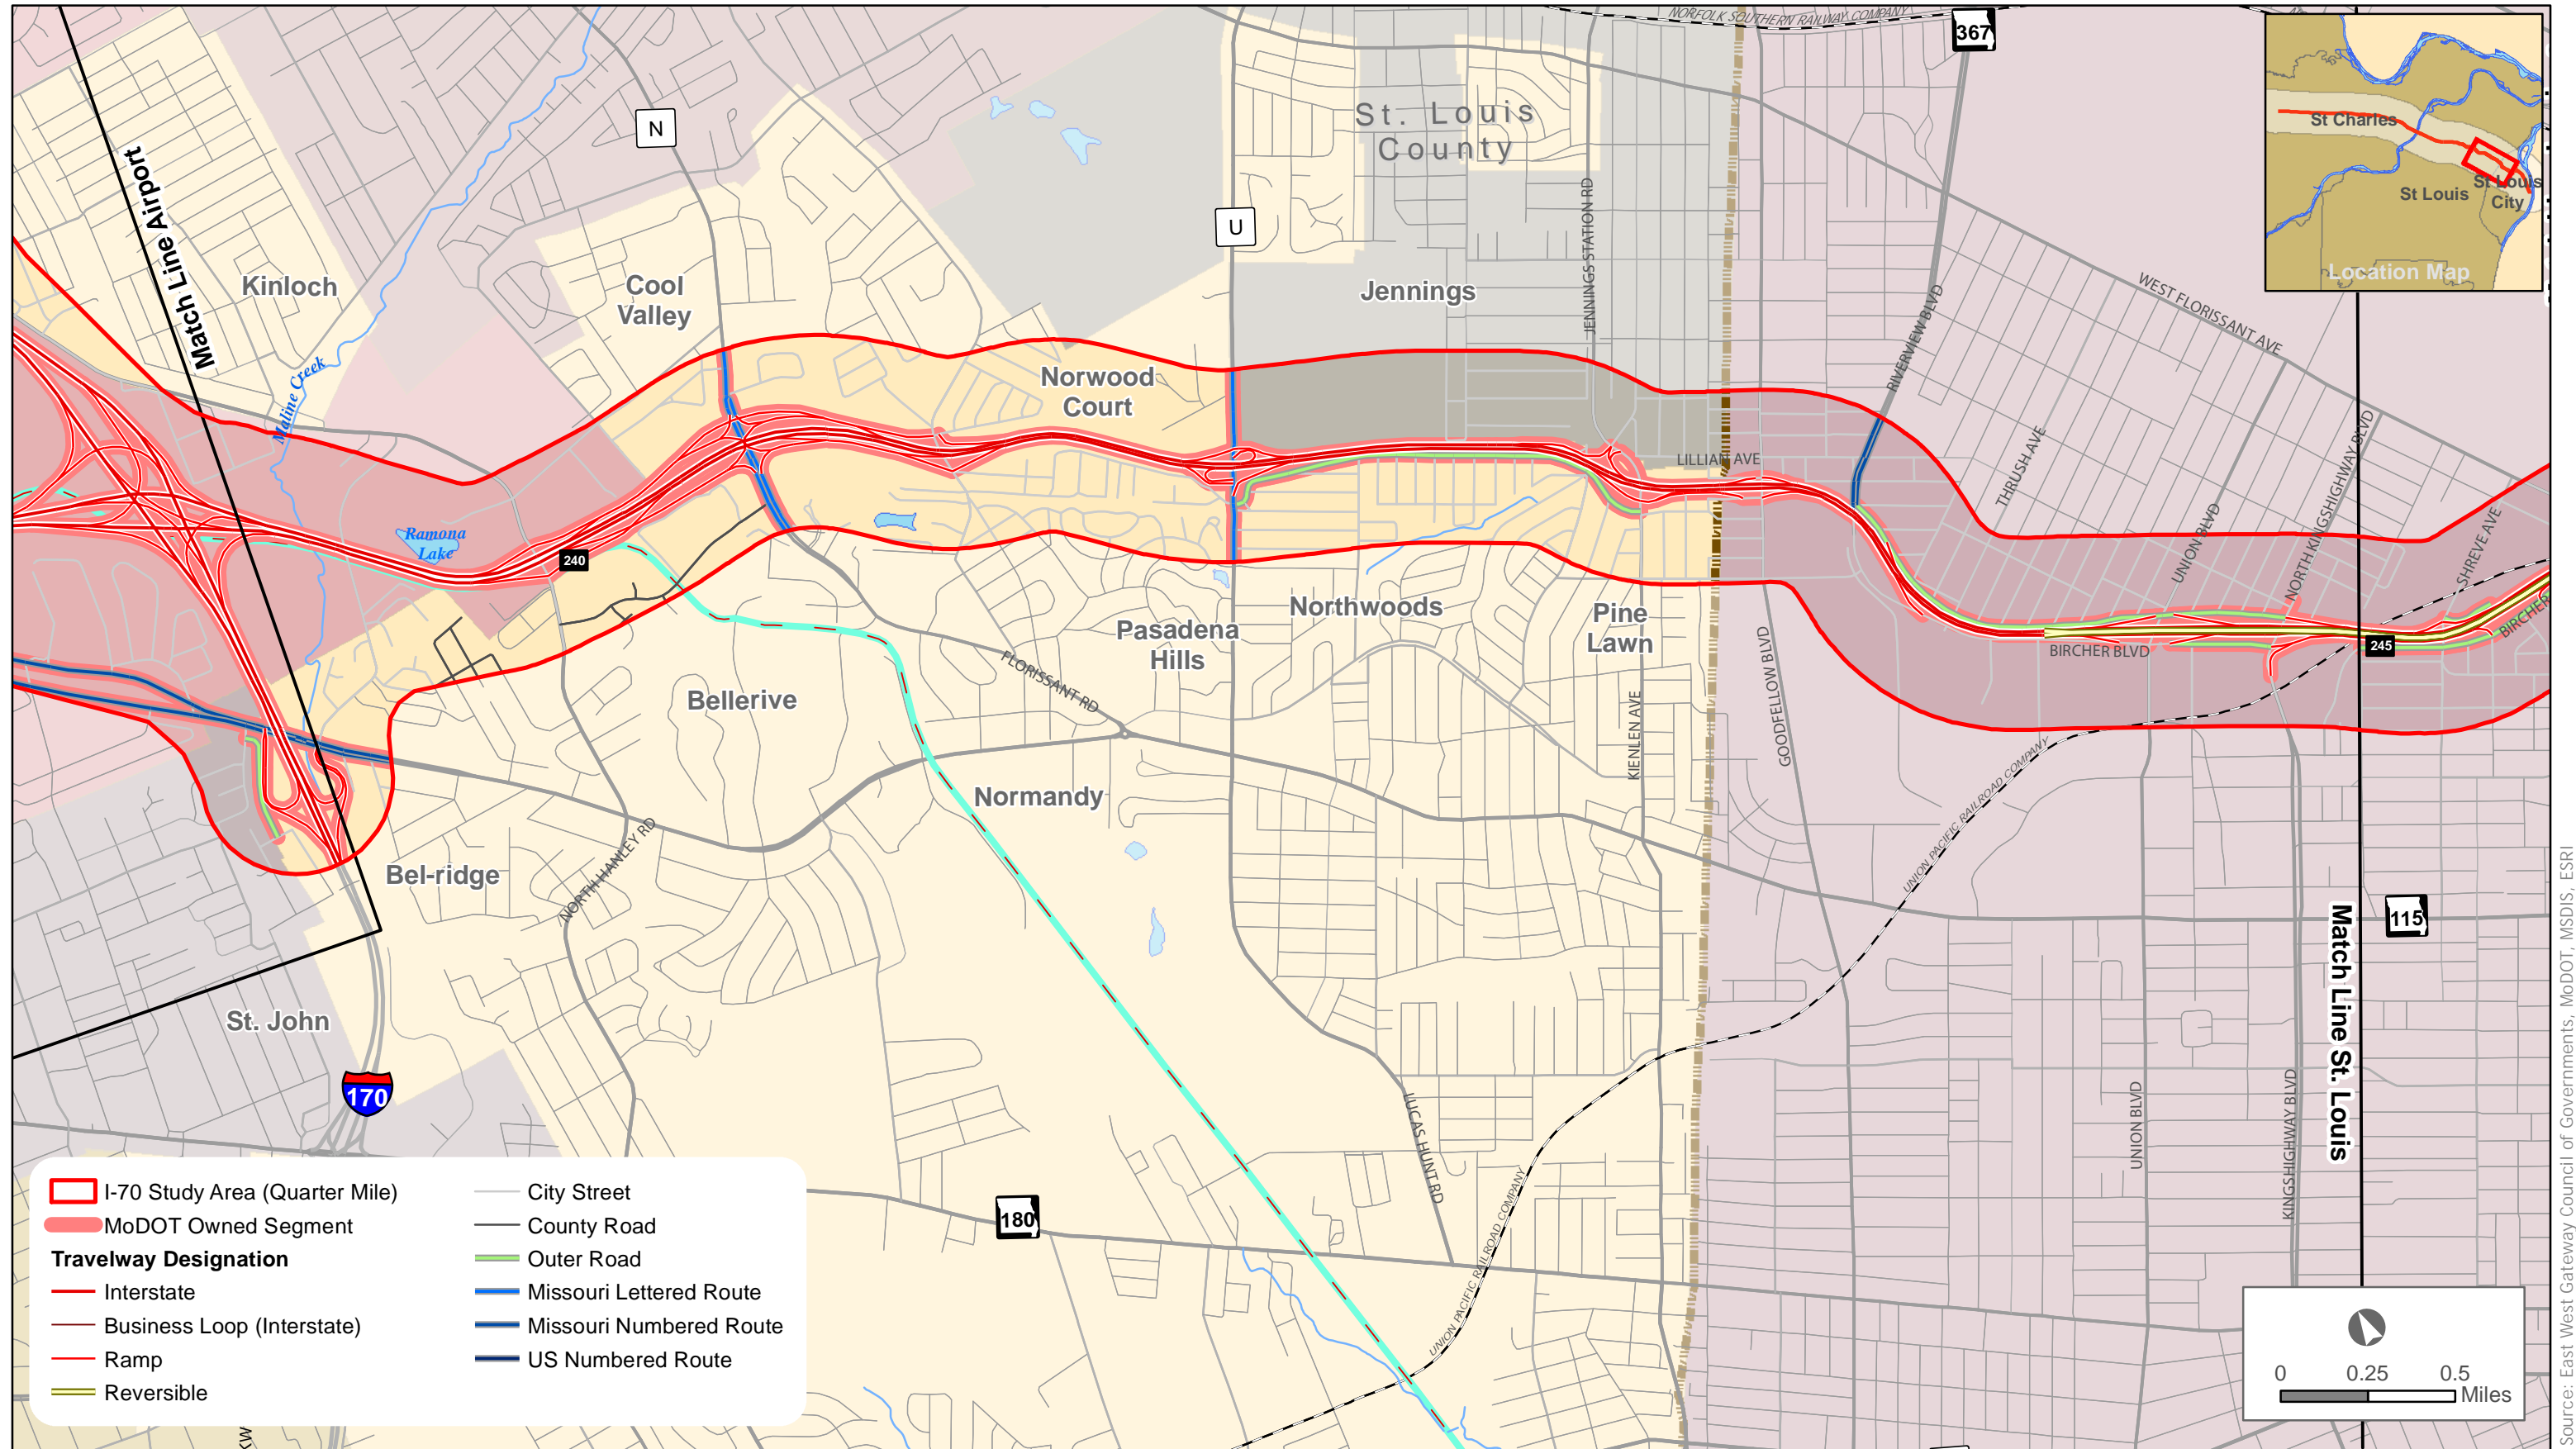 NORFOLK SOUTHERN RAILWAY COMPANY
367
N
St. Louis
County
U
St Charles
St Louis
St Louis
City
Location Map
Match Line Airport
Kinloch
Cool
Valley
Jennings
JENNINGS STATION RD
RIVERVIEW BLVD
WEST FLORISSANT AVE
Maline Creek
Norwood
Court
LILLIAN AVE
THRUSH AVE
UNION BLVD
NORTH KINGSHIGHWAY BLVD
SHREVE AVE
Ramona
Lake
240
Northwoods
Pine
Lawn
Pasadena
Hills
BIRCHER BLVD
245
BIRCHER
GOODFELLOW BLVD
FLORISSANT RD
Bellerive
KIENLEN AVE
Normandy
UNION PACIFIC RAILROAD COMPANY
NORTH HANLEY RD
Bel-ridge
115
Match Line St. Louis
St. John
170
LUCAS HUNT RD
UNION BLVD
KINGSHIGHWAY BLVD
180
UNION PACIFIC RAILROAD COMPANY
I-70 Study Area (Quarter Mile)
MoDOT Owned Segment
Travelway Designation
Interstate
Business Loop (Interstate)
Ramp
Reversible
City Street
County Road
Outer Road
Missouri Lettered Route
Missouri Numbered Route
US Numbered Route
0 0.25 0.5
Miles
Source: East West Gateway Council of Governments, MoDOT, MSDIS, ESRI